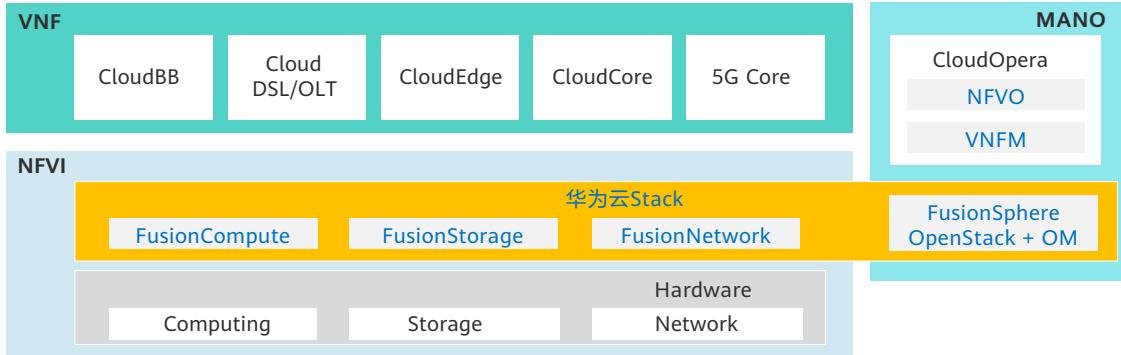 VNF
CloudBB
Cloud
DSL/OLT
CloudEdge
CloudCore
5G Core
MANO
CloudOpera
NFVO
VNFM
NFVI
华为云Stack
FusionCompute
FusionStorage
FusionNetwork
FusionSphere
OpenStack + OM
Hardware
Computing
Storage
Network